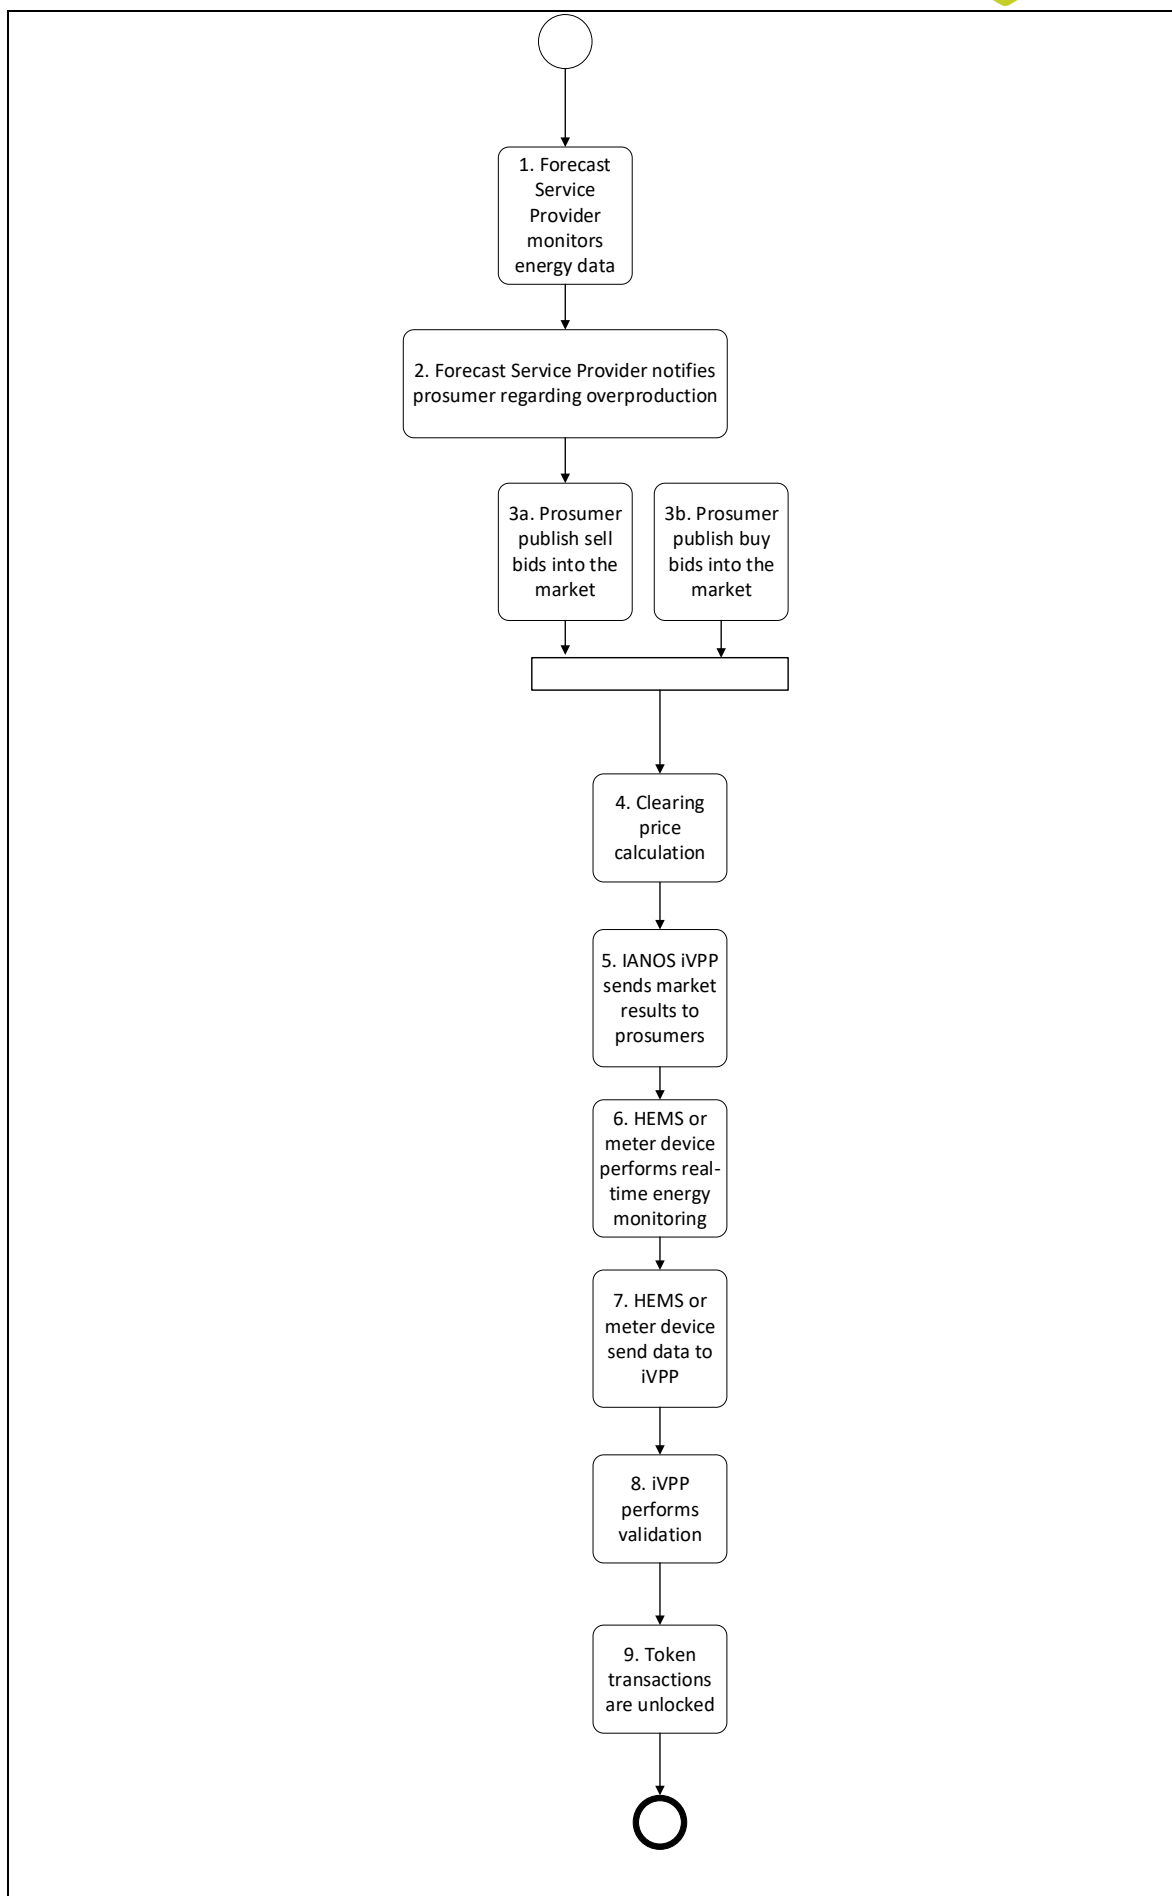 1. Forecast
Service
Provider
monitors
energy data
2. Forecast Service Provider notifies
prosumer regarding overproduction
3a. Prosumer
publish sell
bids into the
market
3b. Prosumer
publish buy
bids into the
market
4. Clearing
price
calculation
5. IANOS iVPP
sends market
results to
prosumers
6. HEMS or
meter device
performs real-
time energy
monitoring
7. HEMS or
meter device
send data to
iVPP
8. iVPP
performs
validation
9. Token
transactions
are unlocked